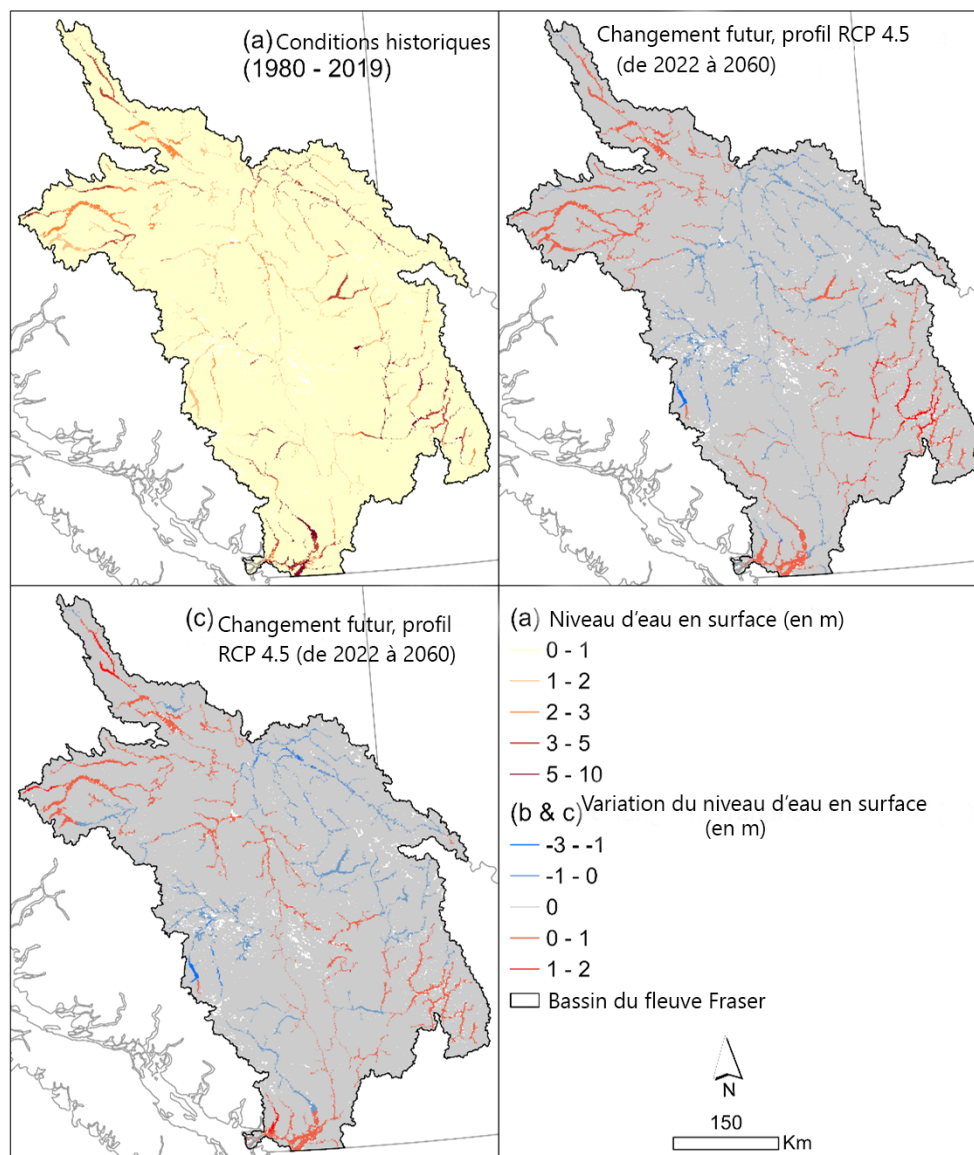 (a) Conditions historiques
(1980 - 2019)
Changement futur, profil RCP 4.5
(de 2022 à 2060)
(c) Changement futur, profil
RCP 4.5 (de 2022 à 2060)
(a) Niveau d'eau en surface (en m)
0 - 1
1 - 2
2 - 3
3 - 5
5 - 10
(b & c) Variation du niveau d'eau en surface
(en m)
-3 - -1
-1 - 0
0
0 - 1
1 - 2
Bassin du fleuve Fraser
N
150
Km